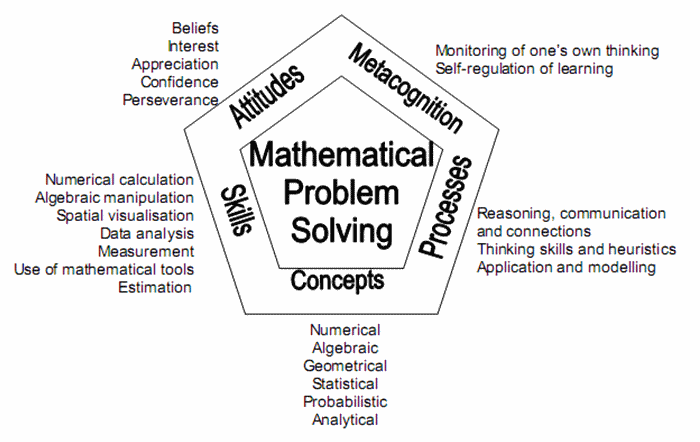 Beliefs
Interest
Appreciation
Confidence
Perseverance
Attitudes
Metacognition
Monitoring of one's own thinking
Self-regulation of learning
Mathematical
Problem
Solving
Numerical calculation
Algebraic manipulation
Spatial visualisation
Data analysis
Measurement
Use of mathematical tools
Estimation
Skills
Processes
Reasoning, communication
and connections
Thinking skills and heuristics
Application and modelling
Concepts
Numerical
Algebraic
Geometrical
Statistical
Probabilistic
Analytical